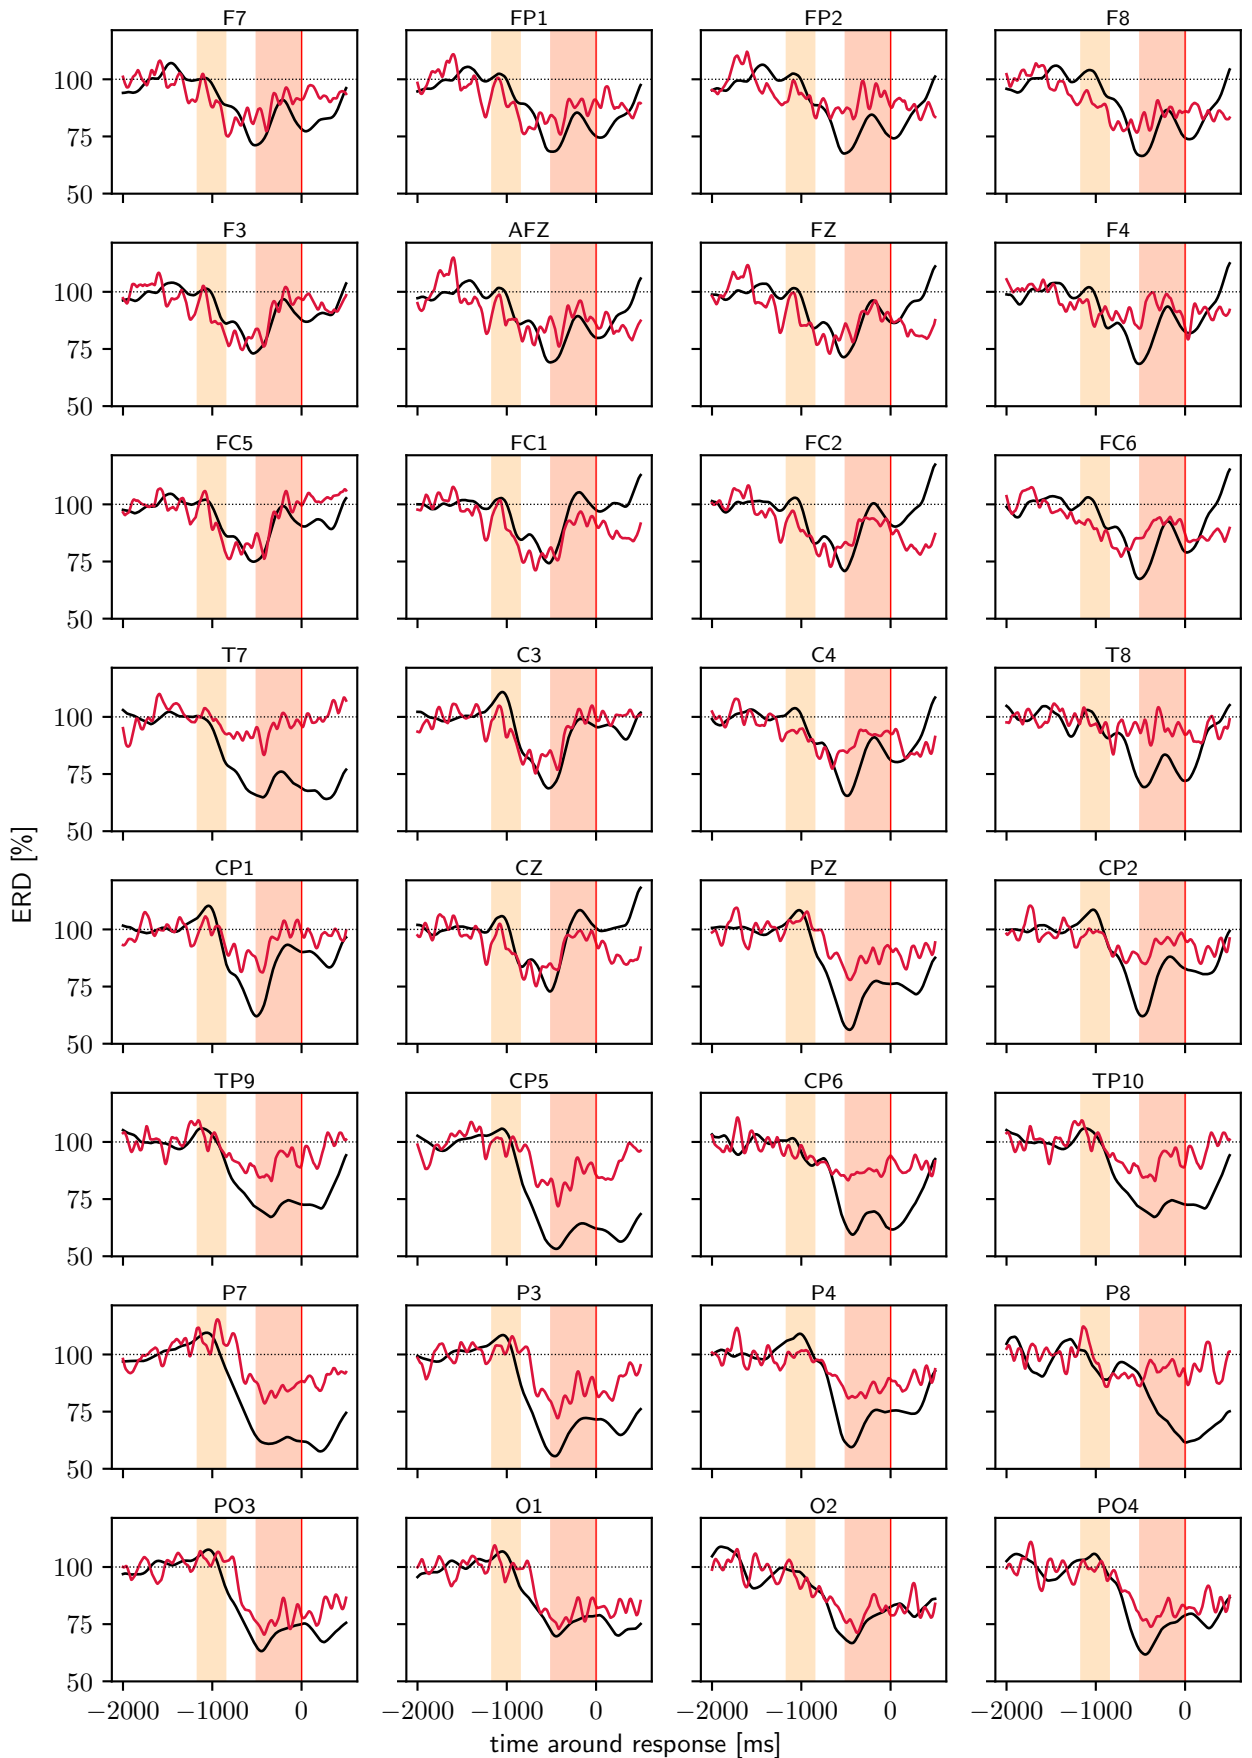 F7 FP1 FP2 F8
100
75
50
F3 AFZ FZ F4
100
75
50
FC5 FC1 FC2 FC6
100
75
50
T7 C3 C4 T8
100
75
50
ERD [%]
CP1 CZ PZ CP2
100
75
50
TP9 CP5 CP6 TP10
100
75
50
P7 P3 P4 P8
100
75
50
PO3 O1 O2 PO4
100
75
50
−2000 −1000 0 −2000 −1000 0 −2000 −1000 0 −2000 −1000 0
time around response [ms]